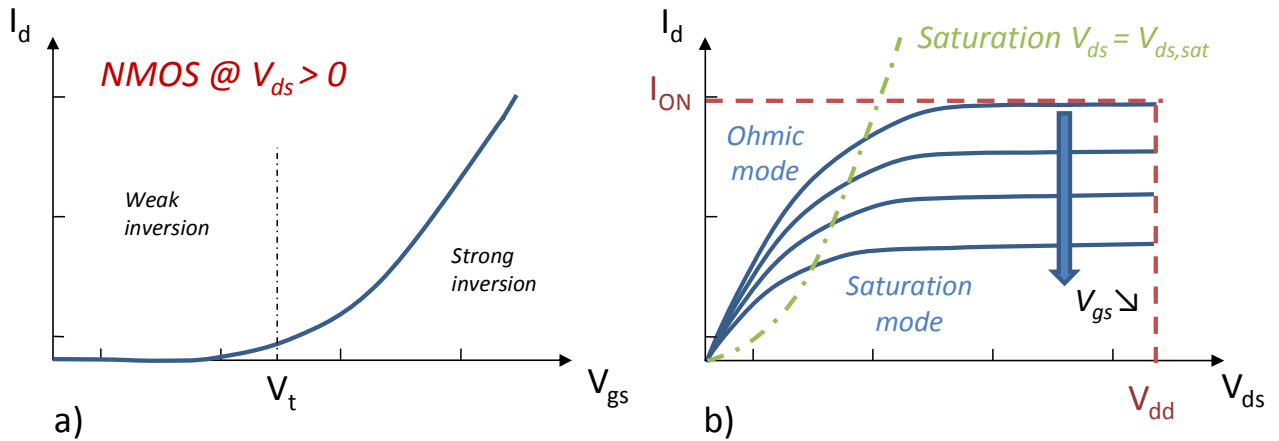 I_d
NMOS @ V_ds > 0
Weak
inversion
Strong
inversion
V_t
V_gs
a)
I_d
Saturation V_ds = V_ds,sat
I_ON
Ohmic
mode
Saturation
mode
V_gs ↘
V_dd
V_ds
b)